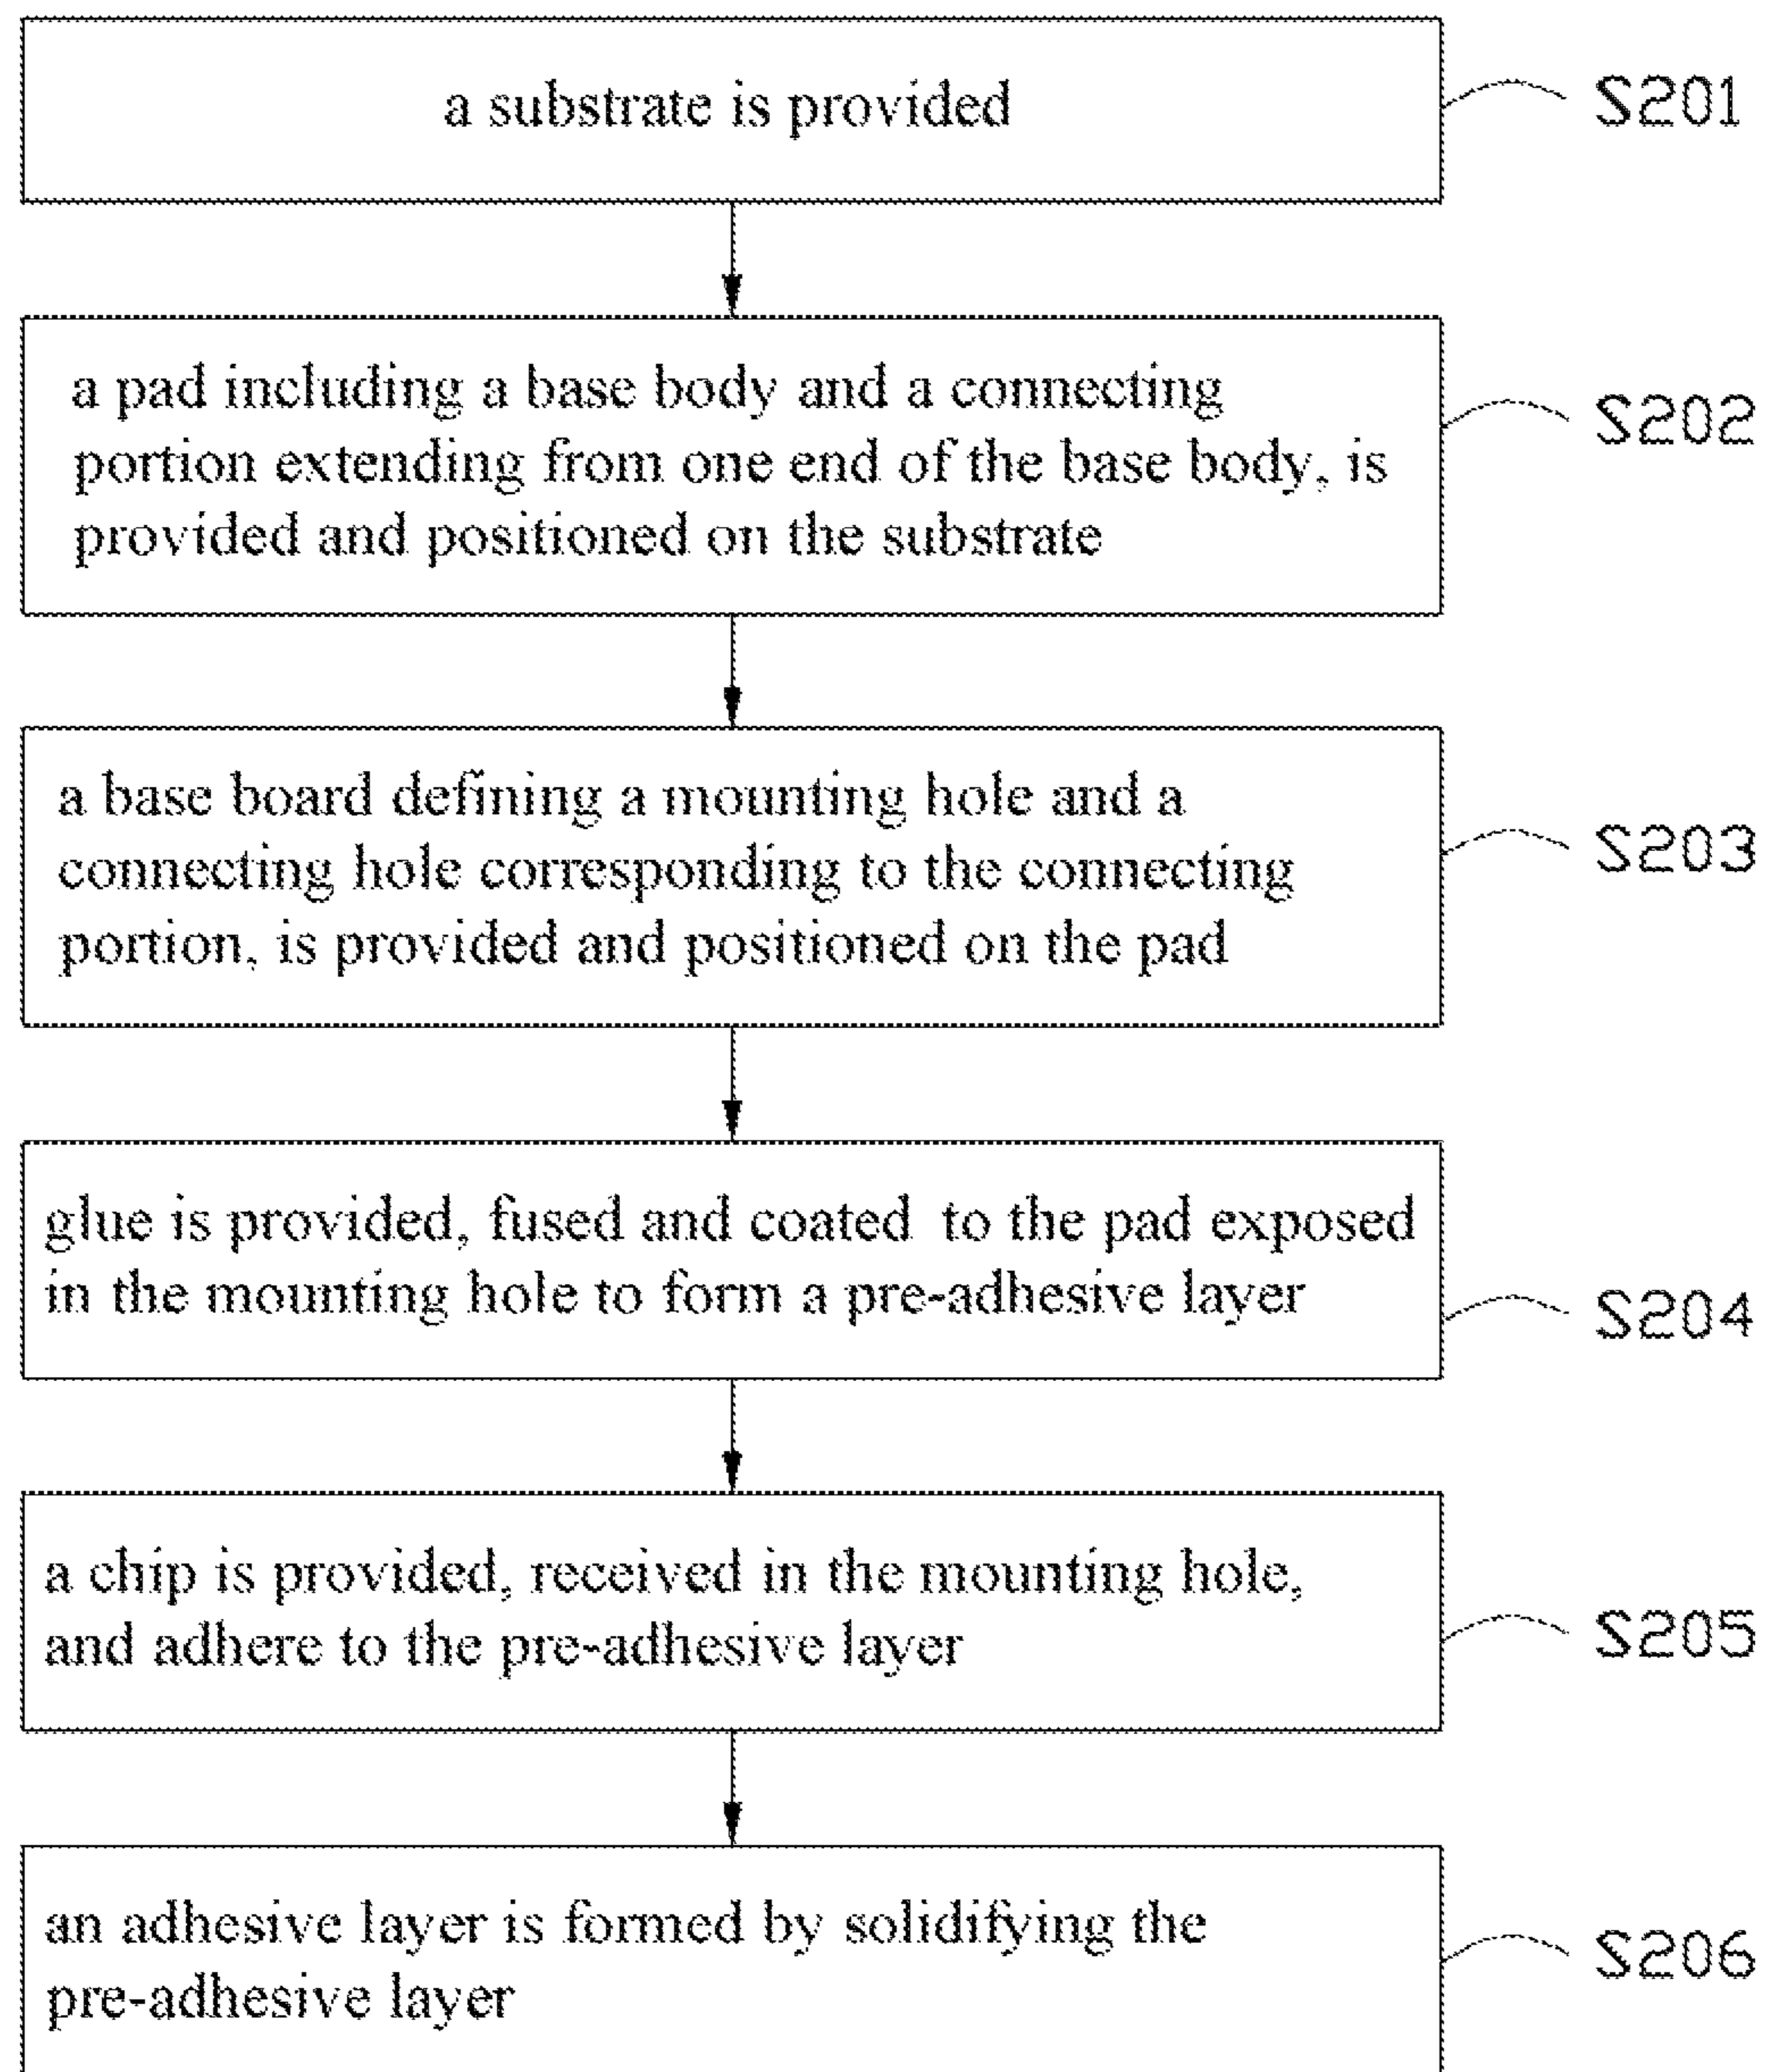 a substrate is provided
S201
a pad including a base body and a connecting
portion extending from one end of the base body, is
provided and positioned on the substrate
S202
a base board defining a mounting hole and a
connecting hole corresponding to the connecting
portion, is provided and positioned on the pad
S203
glue is provided, fused and coated to the pad exposed
in the mounting hole to form a pre-adhesive layer
S204
a chip is provided, received in the mounting hole,
and adhere to the pre-adhesive layer
S205
an adhesive layer is formed by solidifying the
pre-adhesive layer
S206